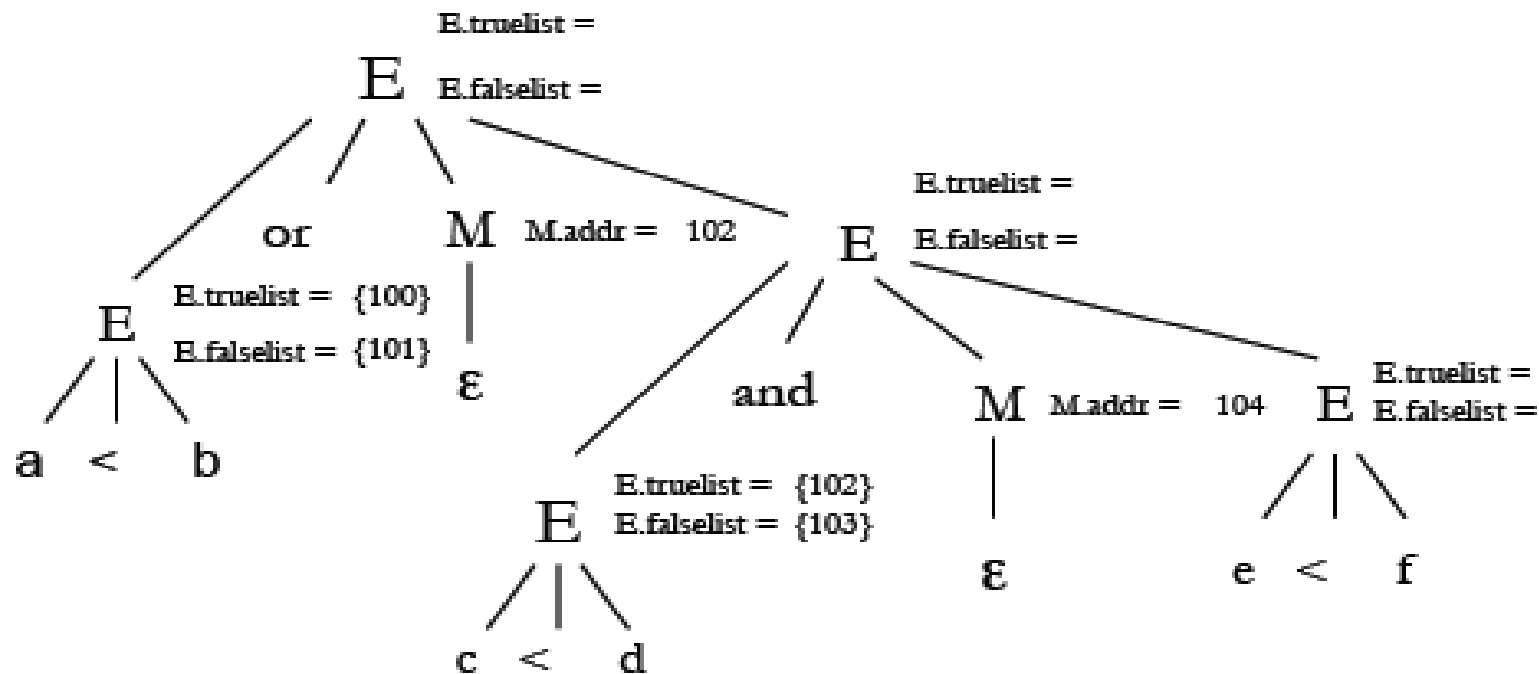 E.truelist =
E E.falselist =
E.truelist =
or M M.addr = 102 E E.falselist =
E.truelist = {100}
E E.falselist = {101}
ε and M M.addr = 104 E E.truelist =
E.falselist =
a < b
E.truelist = {102}
E E.falselist = {103}
ε e < f
c < d